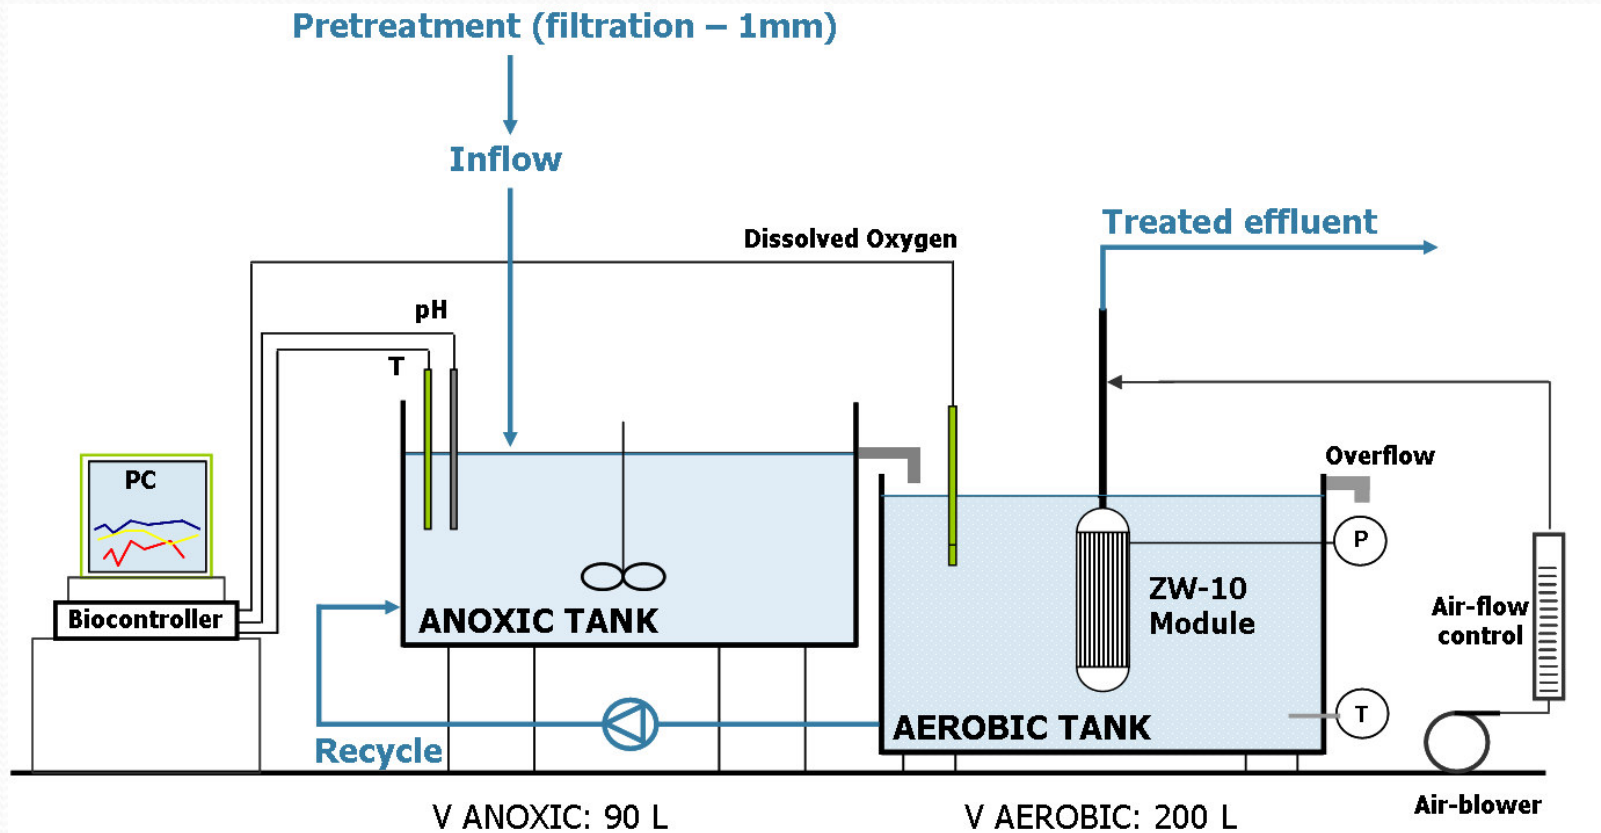 Pretreatment (filtration – 1mm)
Inflow
Treated effluent
Dissolved Oxygen
pH
T
Overflow
PC
P
ZW-10
Module
Air-flow
control
Biocontroller
ANOXIC TANK
T
AEROBIC TANK
Recycle
Air-blower
V ANOXIC: 90 L
V AEROBIC: 200 L